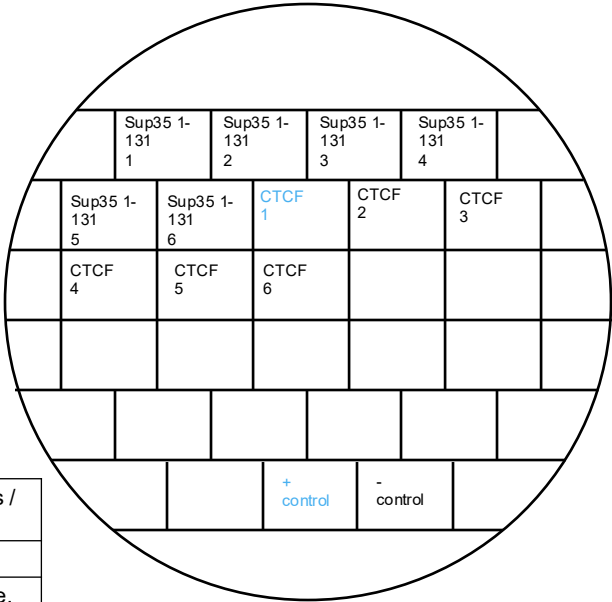 Sup35 1-
131
1
Sup35 1-
131
2
Sup35 1-
131
3
Sup35 1-
131
4
Sup35 1-
131
5
Sup35 1-
131
6
CTCF
1
CTCF
2
CTCF
3
CTCF
4
CTCF
5
CTCF
6
+
control
-
control
s /
e.